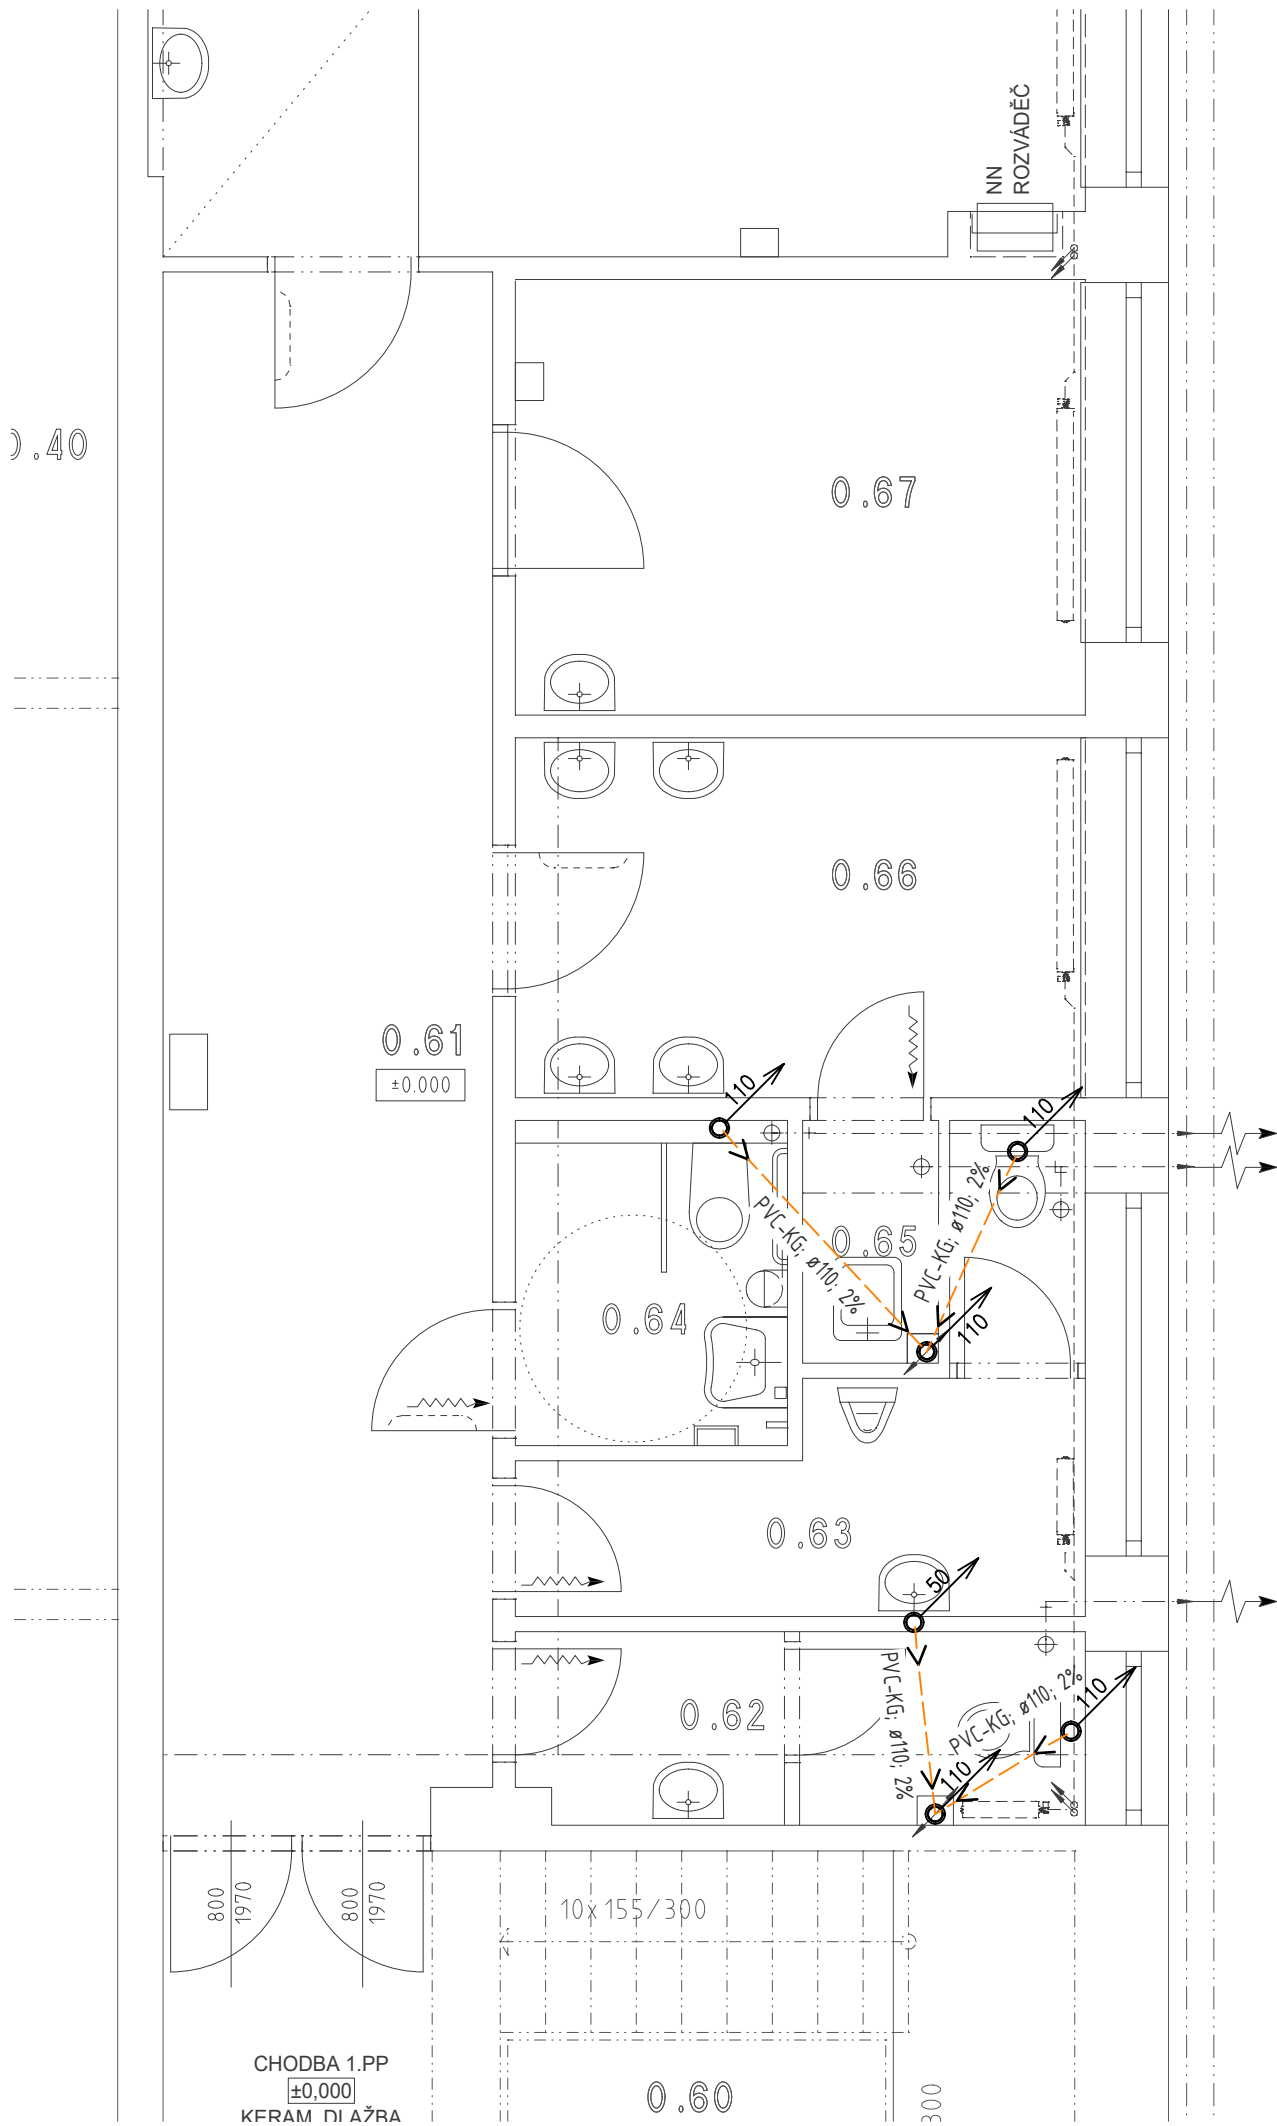 NN
ROZVÁDĚČ
0.40
0.67
0.66
0.61
±0.000
110
110
PVC-KG; ø110; 2%
PVC-KG; ø110; 2%
0.65
110
0.64
0.63
50
PVC-KG; ø110; 2%
PVC-KG; ø110; 2%
110
0.62
110
800
1970
800
1970
10x155/300
CHODBA 1.PP
±0,000
KERAM. DLAŽBA
0.60
300